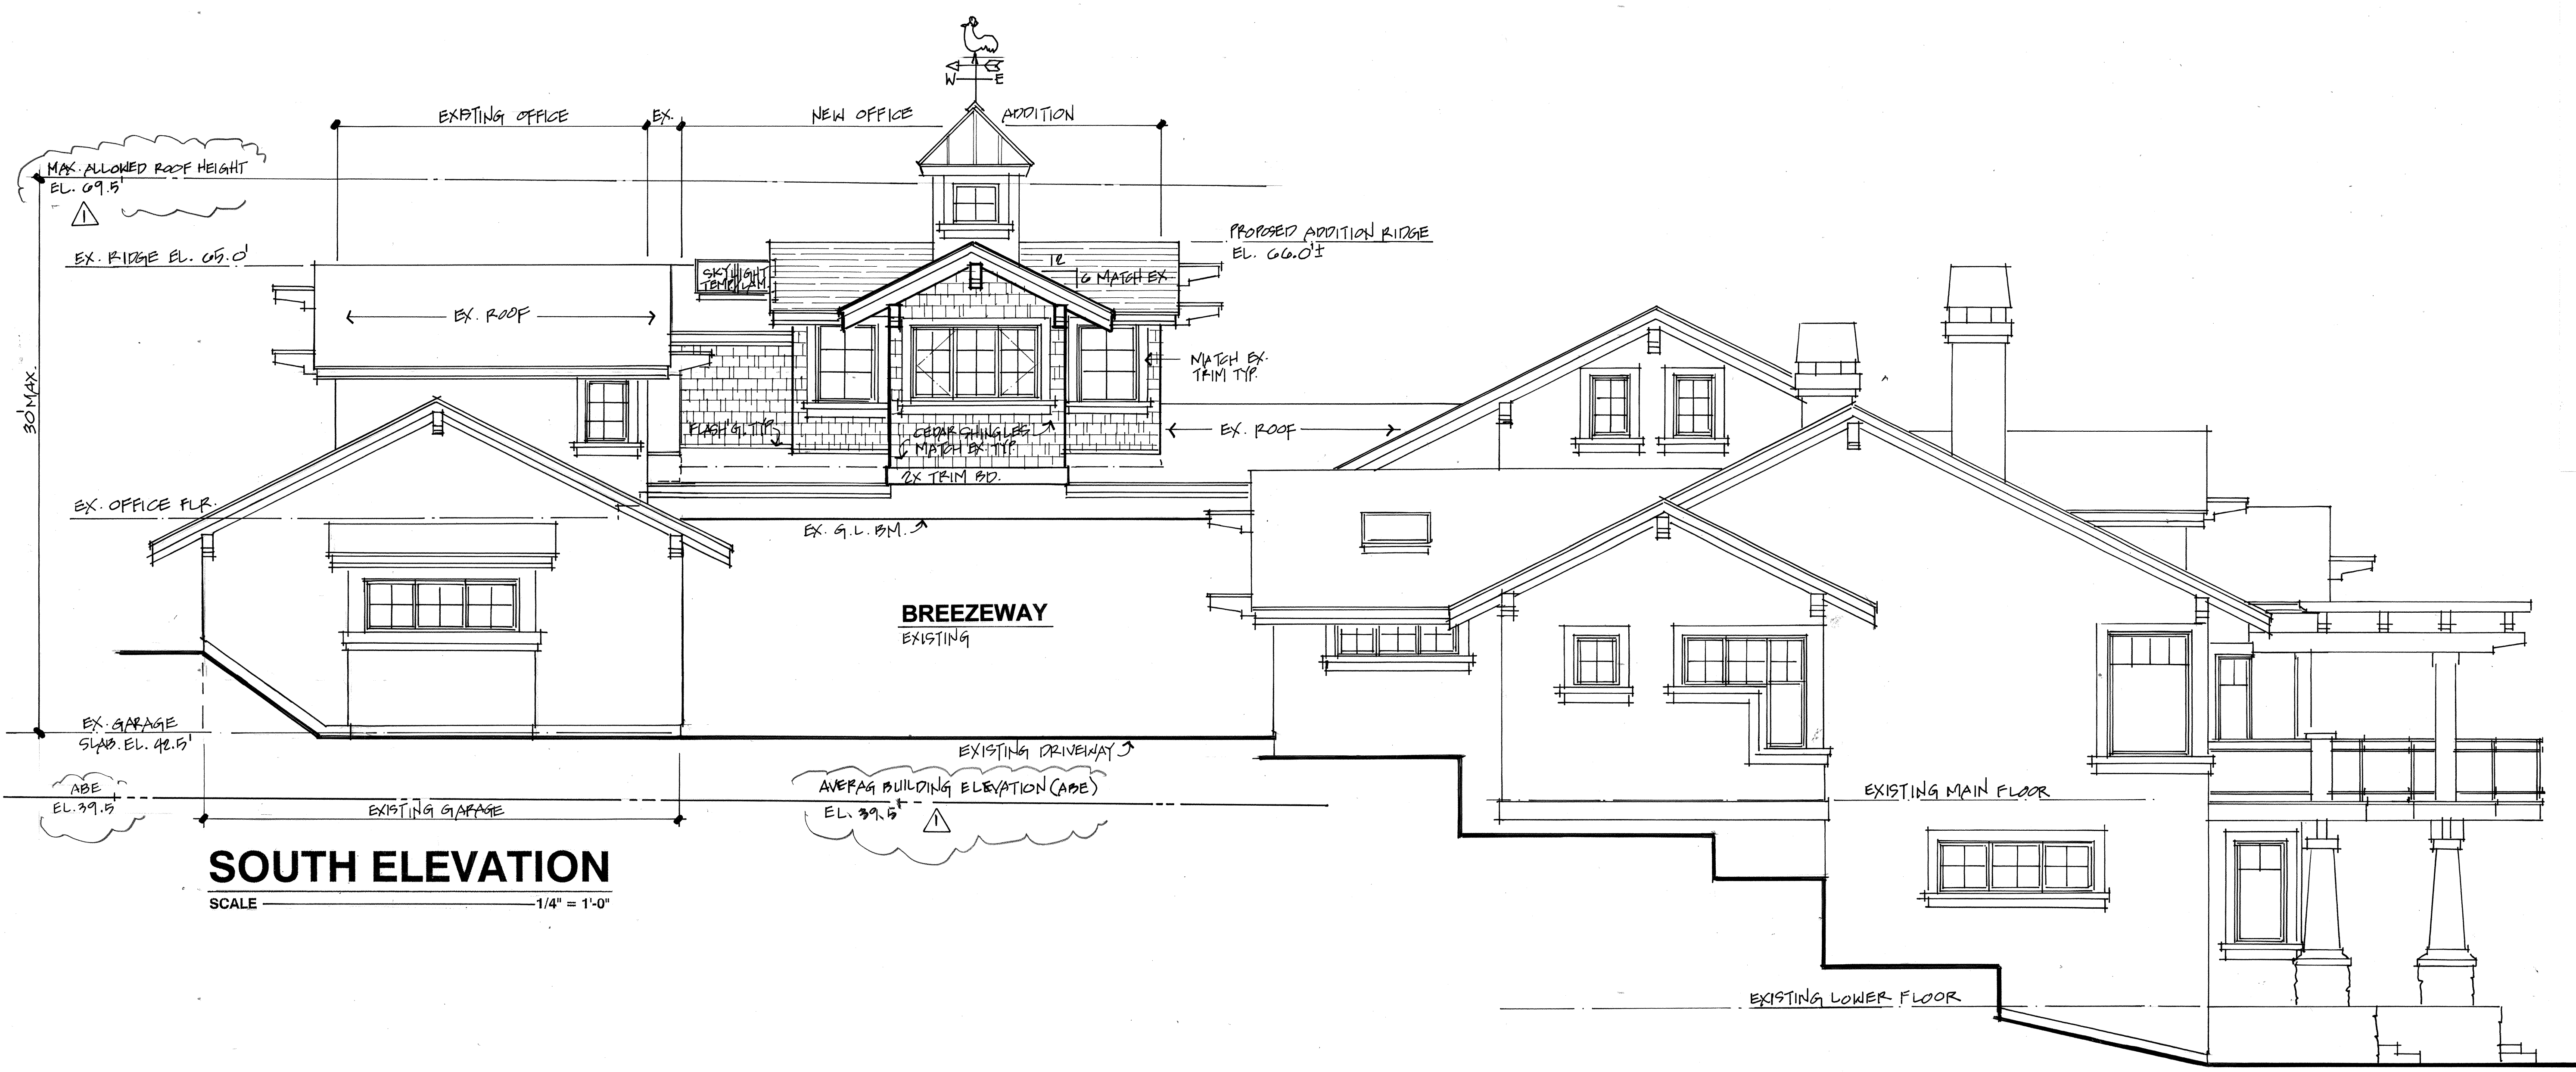 W E
EXISTING OFFICE EX. NEW OFFICE ADDITION
MAX. ALLOWED ROOF HEIGHT
EL. 69.5'
1
PROPOSED ADDITION RIDGE
EL. 66.0'±
EX. RIDGE EL. 65.0'
SKYLIGHT
TEMP/LAM.
12
6 MATCH EX.
EX. ROOF
MATCH EX.
TRIM TYP.
30' MAX.
FLASH'G. TYP.
CEDAR SHINGLES
MATCH EX. TYP.
EX. ROOF
2X TRIM BD.
EX. OFFICE FLR.
EX. G.L. BM.
BREEZEWAY
EXISTING
EX. GARAGE
SLAB. EL. 42.5'
EXISTING DRIVEWAY
ABE
EL. 39.5'
AVERAG BUILDING ELEVATION (ABE)
EL. 39.5'
1
EXISTING GARAGE
EXISTING MAIN FLOOR
SOUTH ELEVATION
SCALE 1/4" = 1'-0"
EXISTING LOWER FLOOR